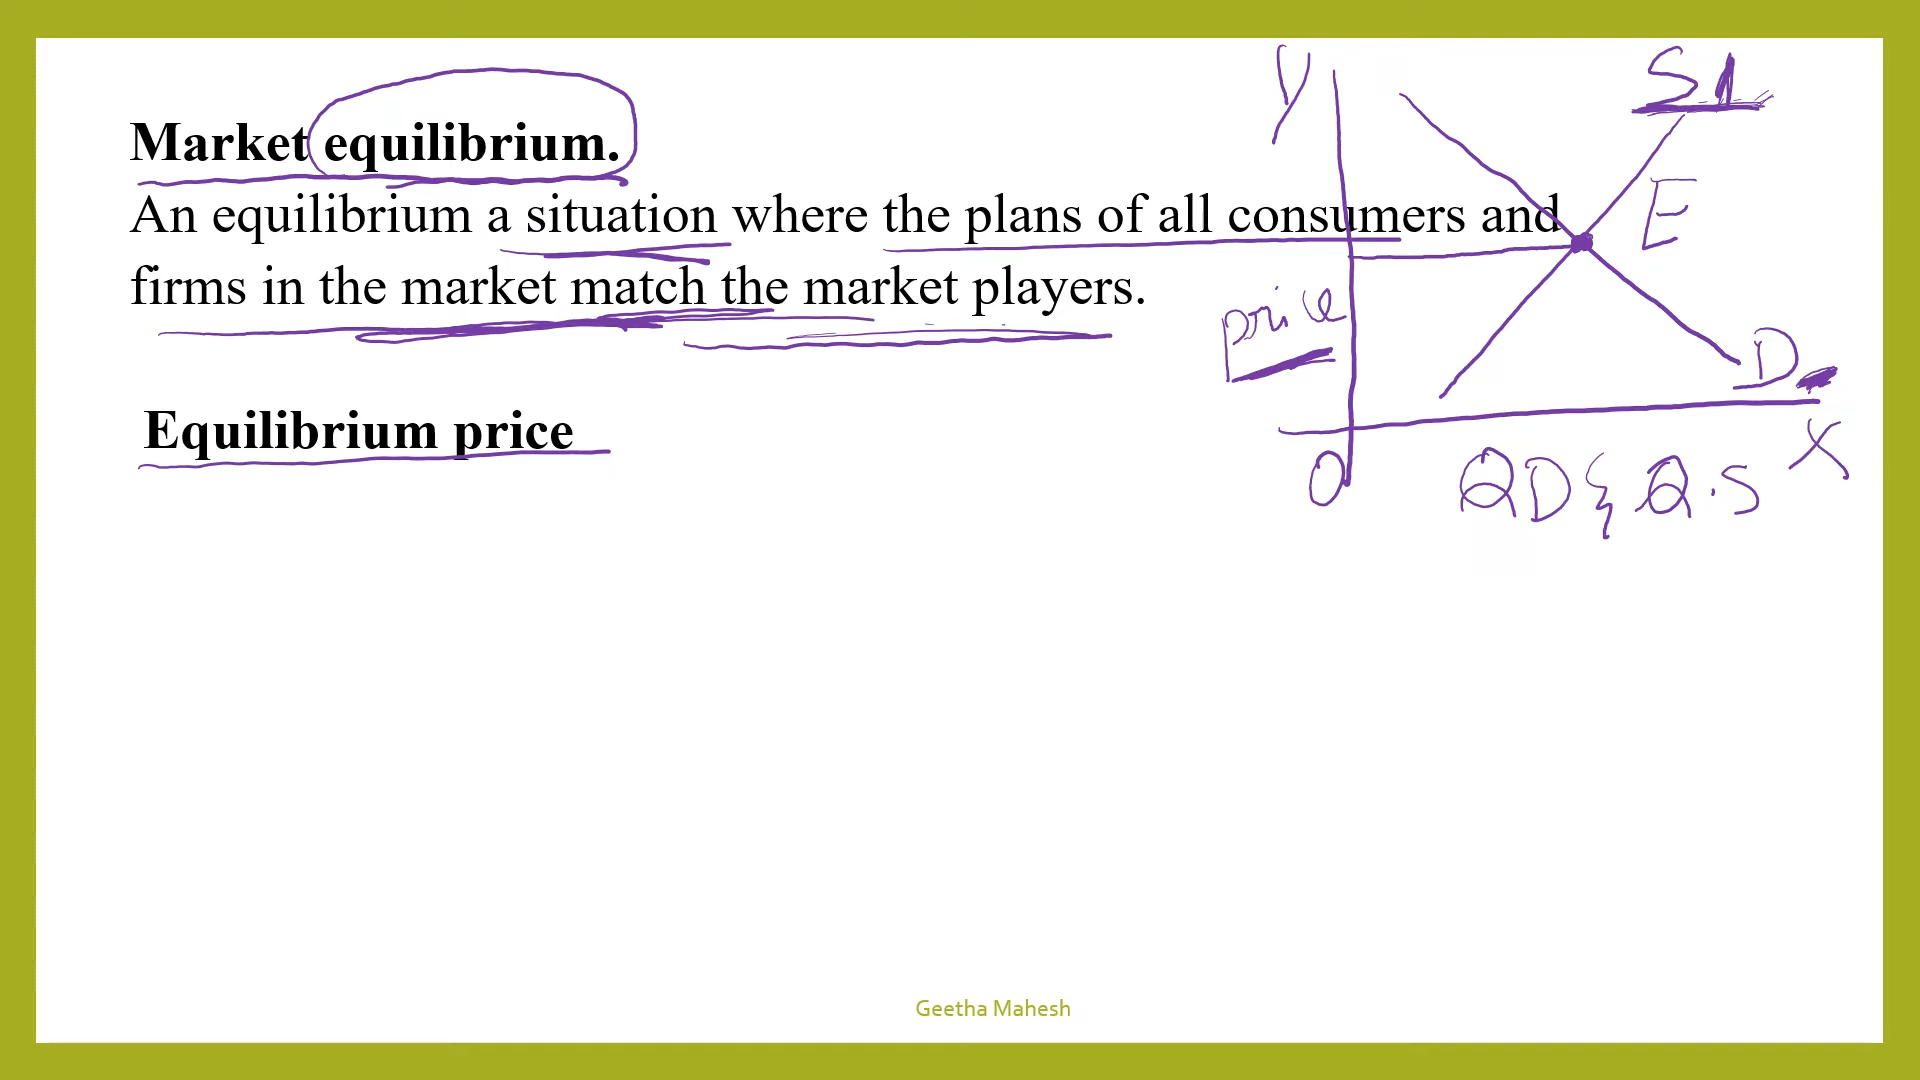 Market equilibrium.
An equilibrium a situation where the plans of all consumers and
firms in the market match the market players.
Equilibrium price
y
S1
E
price
D
O
QD & Q.S
X
Geetha Mahesh